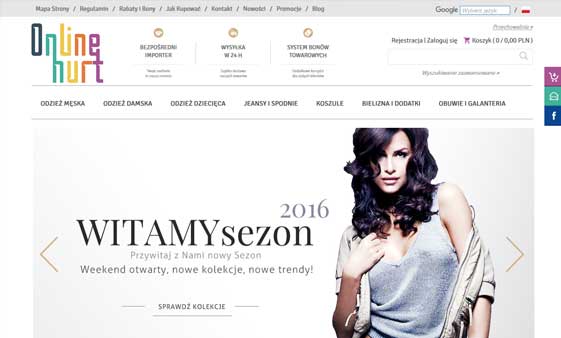 Mapa Strony / Regulamin / Rabaty i Bony / Jak Kupować / Kontakt / Nowości / Promocje / Blog
Google Wybierz język /
Przechowalnia »
Online hurt
BEZPOŚREDNI IMPORTER
WYSYŁKA W 24 H
SYSTEM BONÓW TOWAROWYCH
Rejestracja | Zaloguj się Koszyk ( 0 / 0,00 PLN )
Wyszukiwanie zaawansowane »
ODZIEŻ MĘSKA ODZIEŻ DAMSKA ODZIEŻ DZIECIĘCA JEANSY I SPODNIE KOSZULE BIELIZNA I DODATKI OBUWIE I GALANTERIA
f
2016
WITAMYsezon
Przywitaj z Nami nowy Sezon
Weekend otwarty, nowe kolekcje, nowe trendy!
SPRAWDŹ KOLEKCJE